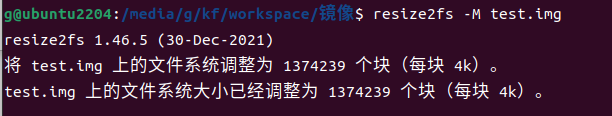 g@ubuntu2204:/media/g/kf/workspace/镜像$ resize2fs -M test.img
resize2fs 1.46.5 (30-Dec-2021)
将 test.img 上的文件系统调整为 1374239 个块（每块 4k）。
test.img 上的文件系统大小已经调整为 1374239 个块（每块 4k）。